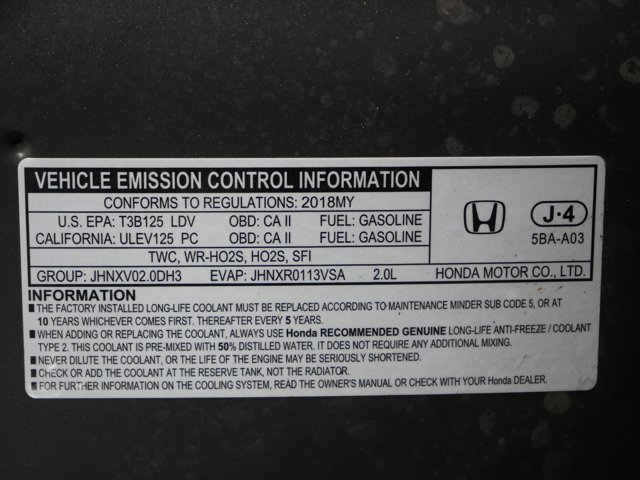 VEHICLE EMISSION CONTROL INFORMATION
CONFORMS TO REGULATIONS: 2018MY
U.S. EPA: T3B125 LDV OBD: CA II FUEL: GASOLINE
CALIFORNIA: ULEV125 PC OBD: CA II FUEL: GASOLINE
TWC, WR-HO2S, HO2S, SFI
GROUP: JHNXV02.0DH3 EVAP: JHNXR0113VSA 2.0L
J·4
5BA-A03
HONDA MOTOR CO., LTD.
INFORMATION
■ THE FACTORY INSTALLED LONG-LIFE COOLANT MUST BE REPLACED ACCORDING TO MAINTENANCE MINDER SUB CODE 5, OR AT
10 YEARS WHICHEVER COMES FIRST. THEREAFTER EVERY 5 YEARS.
■ WHEN ADDING OR REPLACING THE COOLANT, ALWAYS USE Honda RECOMMENDED GENUINE LONG-LIFE ANTI-FREEZE / COOLANT
TYPE 2. THIS COOLANT IS PRE-MIXED WITH 50% DISTILLED WATER. IT DOES NOT REQUIRE ANY ADDITIONAL MIXING.
■ NEVER DILUTE THE COOLANT, OR THE LIFE OF THE ENGINE MAY BE SERIOUSLY SHORTENED.
■ CHECK OR ADD THE COOLANT AT THE RESERVE TANK, NOT THE RADIATOR.
■ FOR FURTHER INFORMATION ON THE COOLING SYSTEM, READ THE OWNER'S MANUAL OR CHECK WITH YOUR Honda DEALER.